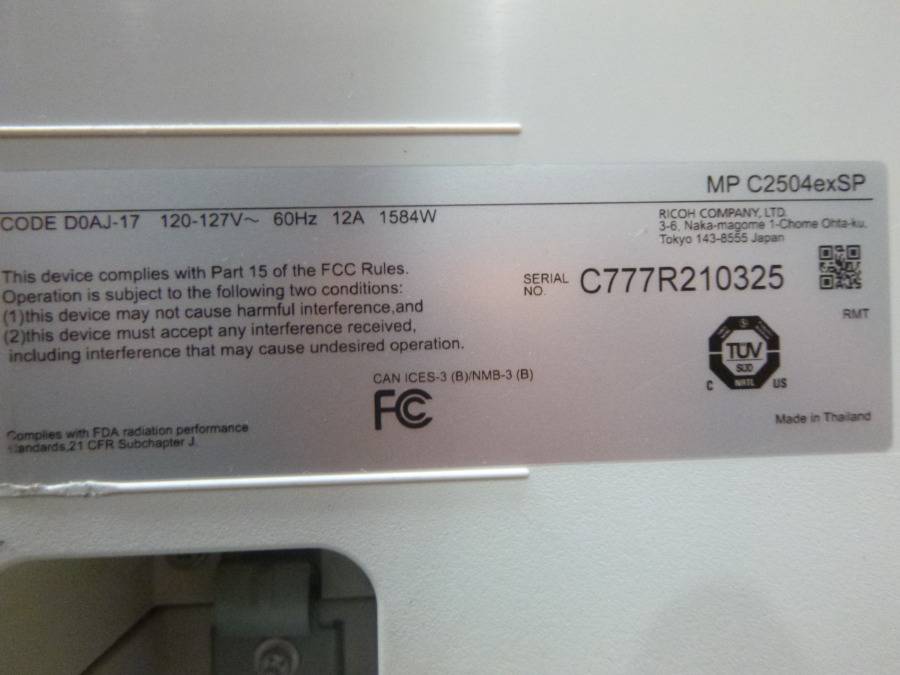 MP C2504exSP
CODE D0AJ-17 120-127V~ 60Hz 12A 1584W
RICOH COMPANY, LTD.
3-6, Naka-magome 1-Chome Ohta-ku,
Tokyo 143-8555 Japan
This device complies with Part 15 of the FCC Rules.
Operation is subject to the following two conditions:
(1)this device may not cause harmful interference,and
(2)this device must accept any interference received,
including interference that may cause undesired operation.
SERIAL
NO. C777R210325
RMT
CAN ICES-3 (B)/NMB-3 (B)
FC
TÜV
SÜD
NRTL
C US
Complies with FDA radiation performance
standards,21 CFR Subchapter J.
Made in Thailand